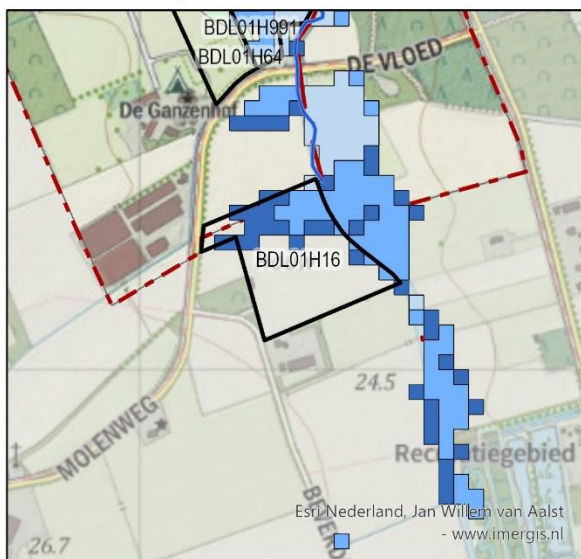 BDL01H991
BDL01H64
DE VLOED
De Ganzenhof
BDL01H16
24.5
MOLENWEG
Recreatiegebied
Esri Nederland, Jan Willem van Aalst
- www.imergis.nl
26.7